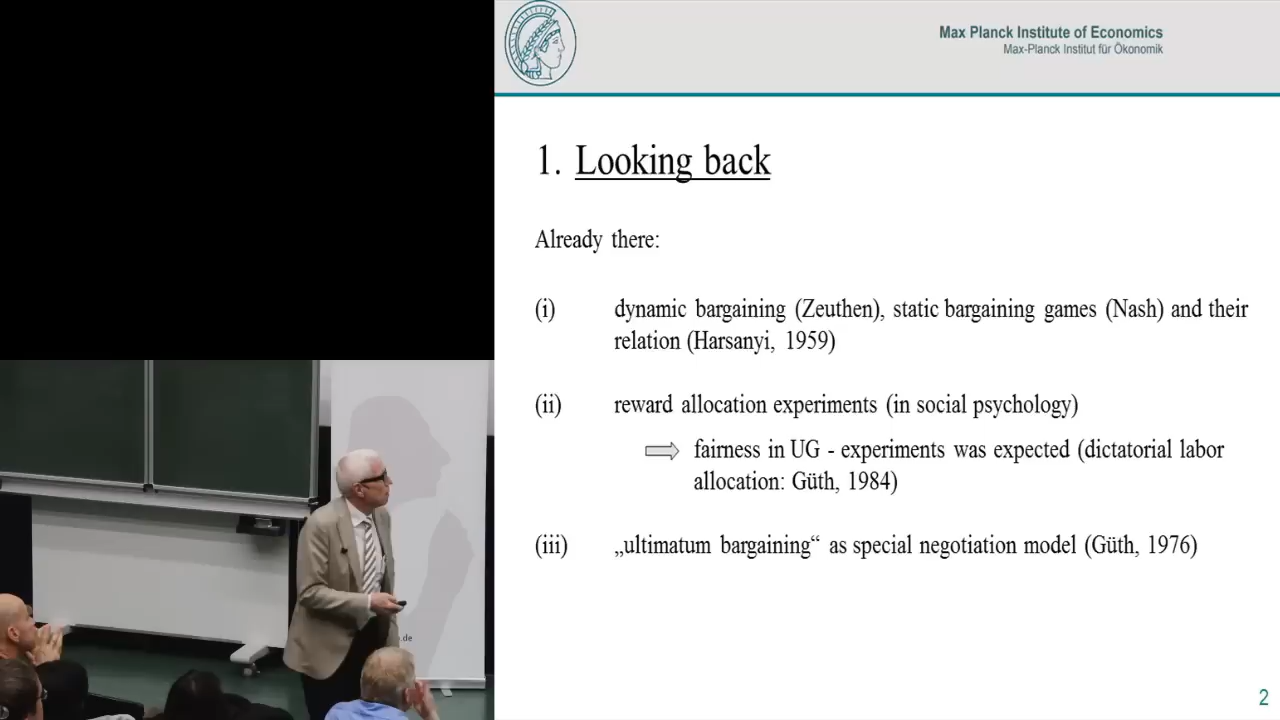 Max Planck Institute of Economics
Max-Planck Institut für Ökonomik
1. Looking back
Already there:
(i) dynamic bargaining (Zeuthen), static bargaining games (Nash) and their
relation (Harsanyi, 1959)
(ii) reward allocation experiments (in social psychology)
fairness in UG - experiments was expected (dictatorial labor
allocation: Güth, 1984)
(iii) „ultimatum bargaining“ as special negotiation model (Güth, 1976)
.de
2